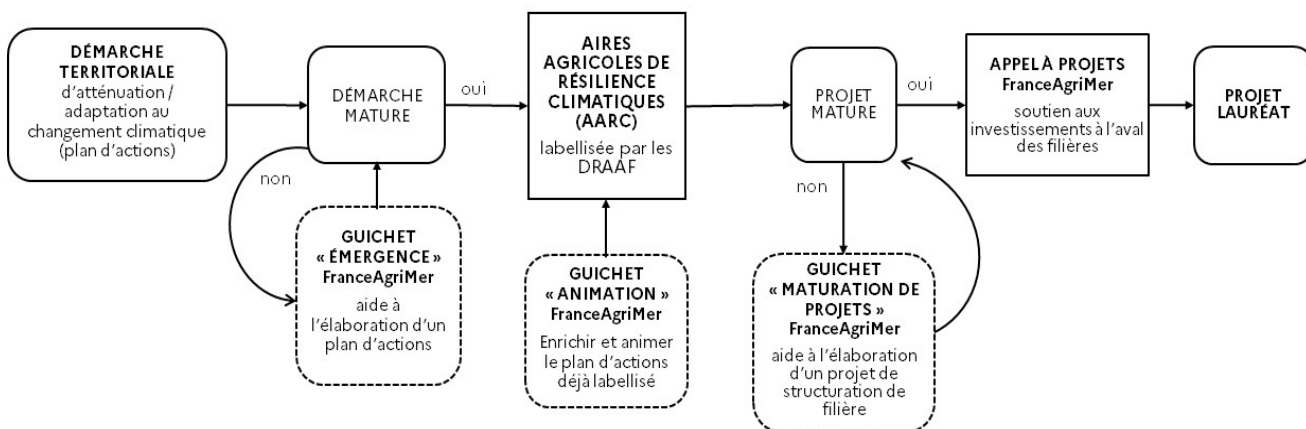 DÉMARCHE
TERRITORIALE
d'atténuation /
adaptation au
changement climatique
(plan d'actions)
DÉMARCHE
MATURE
oui
non
GUICHET
« ÉMERGENCE »
FranceAgriMer
aide à
l'élaboration d'un
plan d'actions
AIRES
AGRICOLES DE
RÉSILIENCE
CLIMATIQUES
(AARC)
labellisée par les
DRAAF
GUICHET
« ANIMATION »
FranceAgriMer
Enrichir et animer
le plan d'actions
déjà labellisé
PROJET
MATURE
oui
non
GUICHET
« MATURATION DE
PROJETS »
FranceAgriMer
aide à l'élaboration
d'un projet de
structuration de
filière
APPEL À PROJETS
FranceAgriMer
soutien aux
investissements à l'aval
des filières
PROJET
LAURÉAT